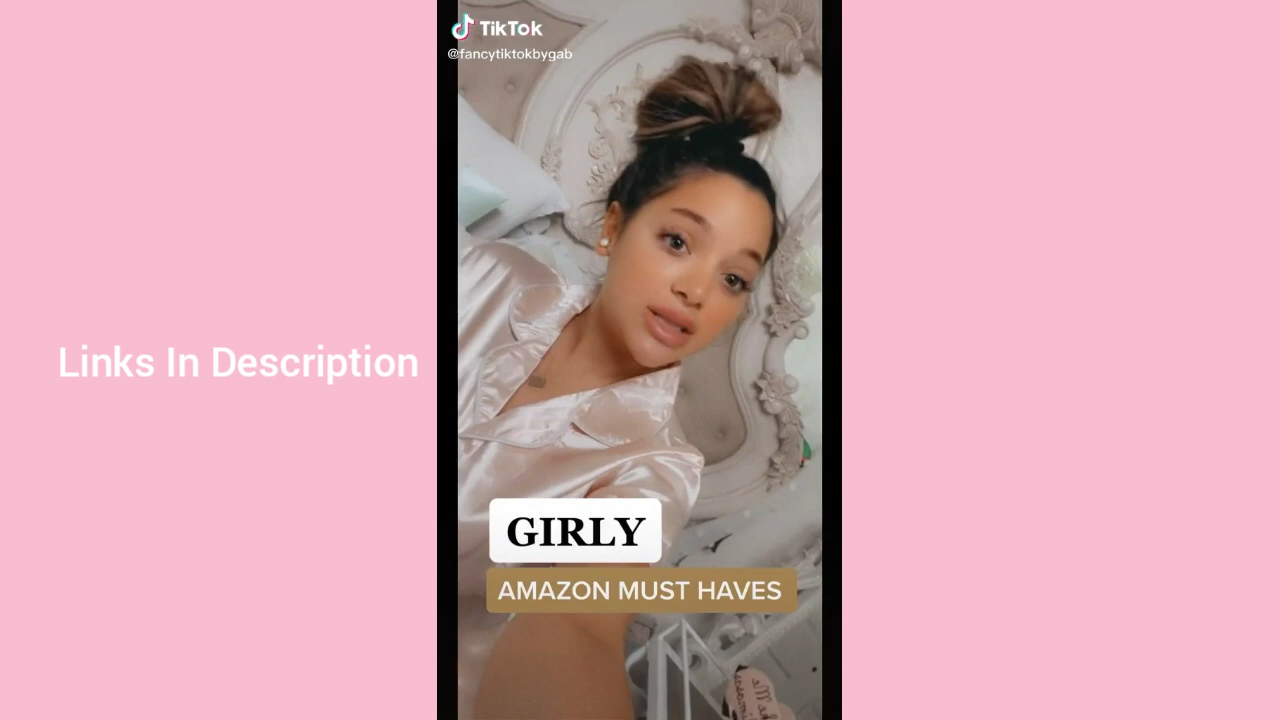 TikTok
@fancytiktokbygab
Links In Description
GIRLY
AMAZON MUST HAVES